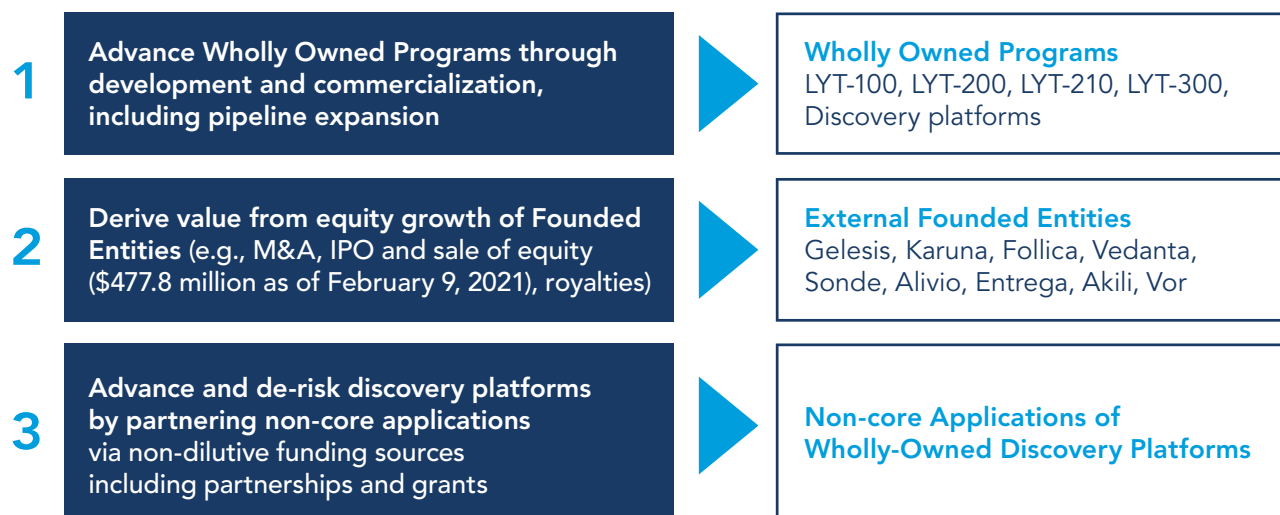 1
Advance Wholly Owned Programs through
development and commercialization,
including pipeline expansion
Wholly Owned Programs
LYT-100, LYT-200, LYT-210, LYT-300,
Discovery platforms
2
Derive value from equity growth of Founded
Entities (e.g., M&A, IPO and sale of equity
($477.8 million as of February 9, 2021), royalties)
External Founded Entities
Gelesis, Karuna, Follica, Vedanta,
Sonde, Alivio, Entrega, Akili, Vor
3
Advance and de-risk discovery platforms
by partnering non-core applications
via non-dilutive funding sources
including partnerships and grants
Non-core Applications of
Wholly-Owned Discovery Platforms